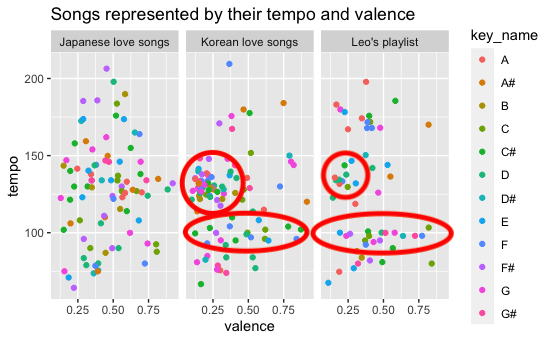 Songs represented by their tempo and valence
Japanese love songs
Korean love songs
Leo's playlist
tempo
200
150
100
0.25 0.50 0.75
0.25 0.50 0.75
0.25 0.50 0.75
valence
key_name
A
A#
B
C
C#
D
D#
E
F
F#
G
G#